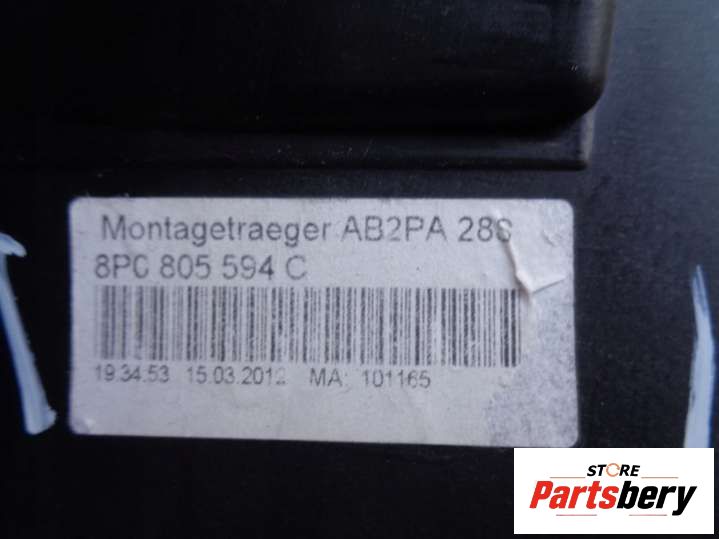 Montagetraeger AB2PA 28S
8P0 805 594 C
19.34.53 15.03.2012 MA: 101165
STORE
Partsbery